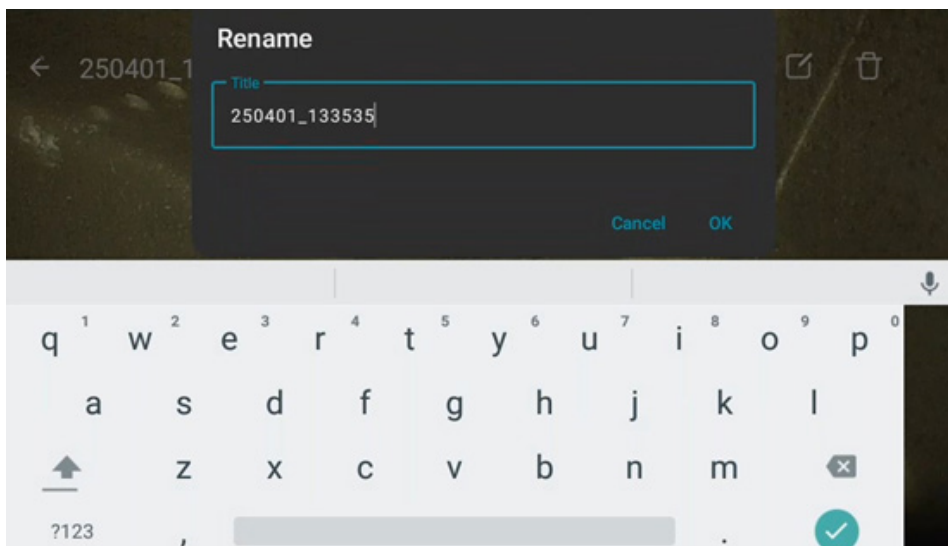 Rename
250401_1
Title
250401_133535
Cancel OK
q 1 w 2 e 3 r 4 t 5 y 6 u 7 i 8 o 9 p 0
a s d f g h j k l
z x c v b n m
?123 , .